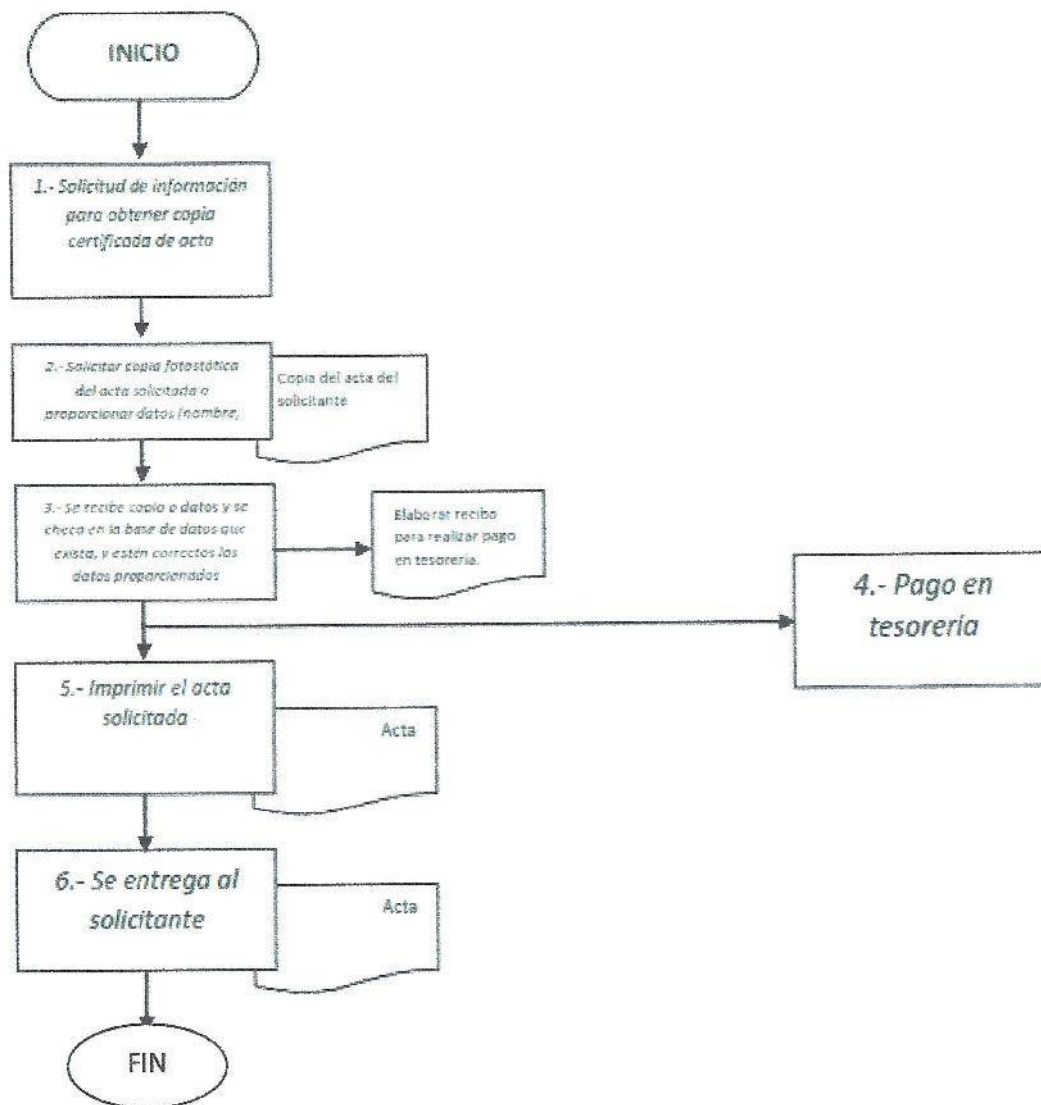 INICIO
1.- Solicitud de información
para obtener copia
certificada de acta
2.- Solicitar copia fotostática
del acta solicitada o
proporcionar datos (nombre,
Copia del acta del
solicitante
3.- Se recibe copia o datos y se
checa en la base de datos que
exista, y estén correctos los
datos proporcionados
Elaborar recibo
para realizar pago
en tesorería.
4.- Pago en
tesorería
5.- Imprimir el acta
solicitada
Acta
6.- Se entrega al
solicitante
Acta
FIN